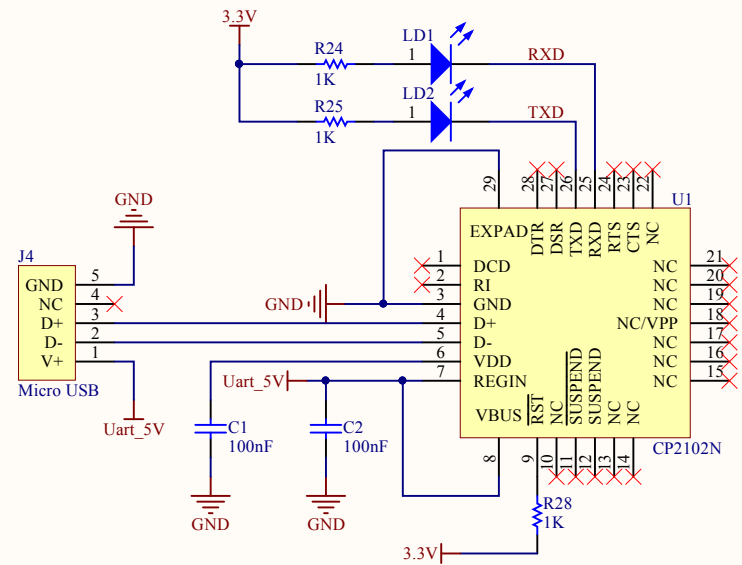 3.3V
R24
1K
1
LD1
RXD
R25
1K
1
LD2
TXD
29
28
27
26
25
24
23
22
U1
EXPAD
DTR
DSR
TXD
RXD
RTS
CTS
NC
GND
J4
GND 5
NC 4
D+ 3
D- 2
V+ 1
Micro USB
Uart_5V
GND
1 DCD
2 RI
3 GND
4 D+
5 D-
6 VDD
7 REGIN
NC 21
NC 20
NC 19
NC/VPP 18
NC 17
NC 16
NC 15
Uart_5V
C1
100nF
GND
C2
100nF
GND
VBUS
RST
NC
SUSPEND
SUSPEND
NC
NC
CP2102N
8
9
10
11
12
13
14
R28
1K
3.3V